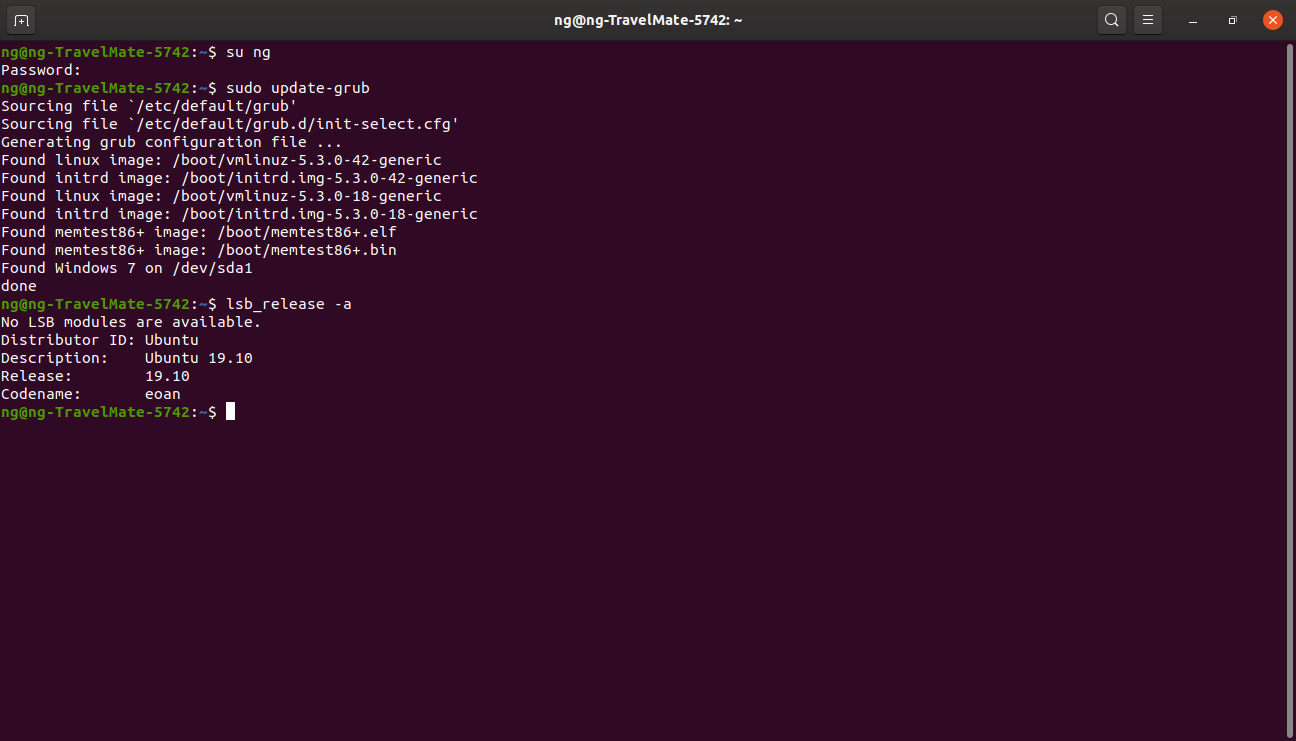 ng@ng-TravelMate-5742: ~
ng@ng-TravelMate-5742:~$ su ng
Password:
ng@ng-TravelMate-5742:~$ sudo update-grub
Sourcing file `/etc/default/grub'
Sourcing file `/etc/default/grub.d/init-select.cfg'
Generating grub configuration file ...
Found linux image: /boot/vmlinuz-5.3.0-42-generic
Found initrd image: /boot/initrd.img-5.3.0-42-generic
Found linux image: /boot/vmlinuz-5.3.0-18-generic
Found initrd image: /boot/initrd.img-5.3.0-18-generic
Found memtest86+ image: /boot/memtest86+.elf
Found memtest86+ image: /boot/memtest86+.bin
Found Windows 7 on /dev/sda1
done
ng@ng-TravelMate-5742:~$ lsb_release -a
No LSB modules are available.
Distributor ID: Ubuntu
Description:    Ubuntu 19.10
Release:        19.10
Codename:       eoan
ng@ng-TravelMate-5742:~$